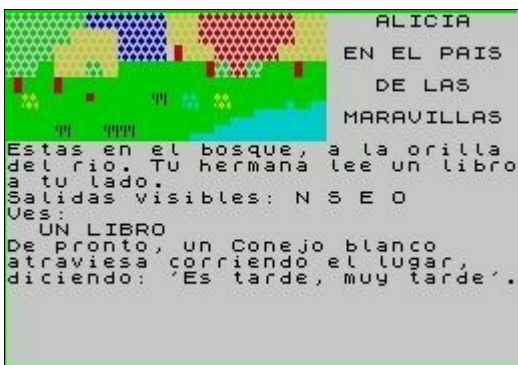 ALICIA
EN EL PAIS
DE LAS
MARAVILLAS
Estas en el bosque, a la orilla
del rio. Tu hermana lee un libro
a tu lado.
Salidas visibles: N S E O
Ves:
UN LIBRO
De pronto, un Conejo blanco
atraviesa corriendo el lugar,
diciendo: 'Es tarde, muy tarde'.